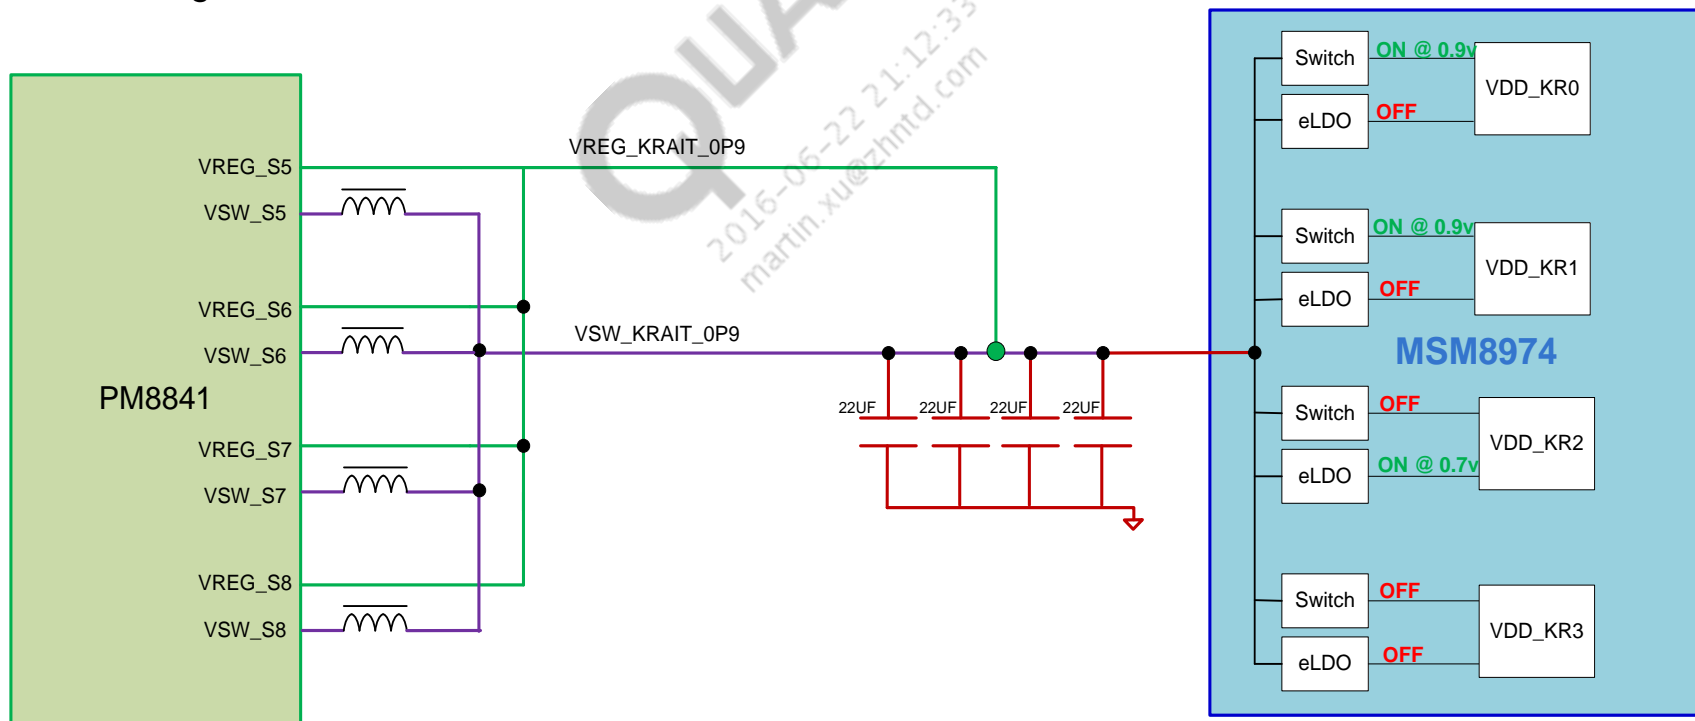 QUA
2016-06-22 21:12:33
martin.xu@zhntd.com
PM8841
VREG_S5
VSW_S5
VREG_S6
VSW_S6
VREG_S7
VSW_S7
VREG_S8
VSW_S8
VREG_KRAIT_0P9
VSW_KRAIT_0P9
22UF
22UF
22UF
22UF
MSM8974
Switch
ON @ 0.9v
eLDO
OFF
VDD_KR0
Switch
ON @ 0.9v
eLDO
OFF
VDD_KR1
Switch
OFF
eLDO
ON @ 0.7v
VDD_KR2
Switch
OFF
eLDO
OFF
VDD_KR3